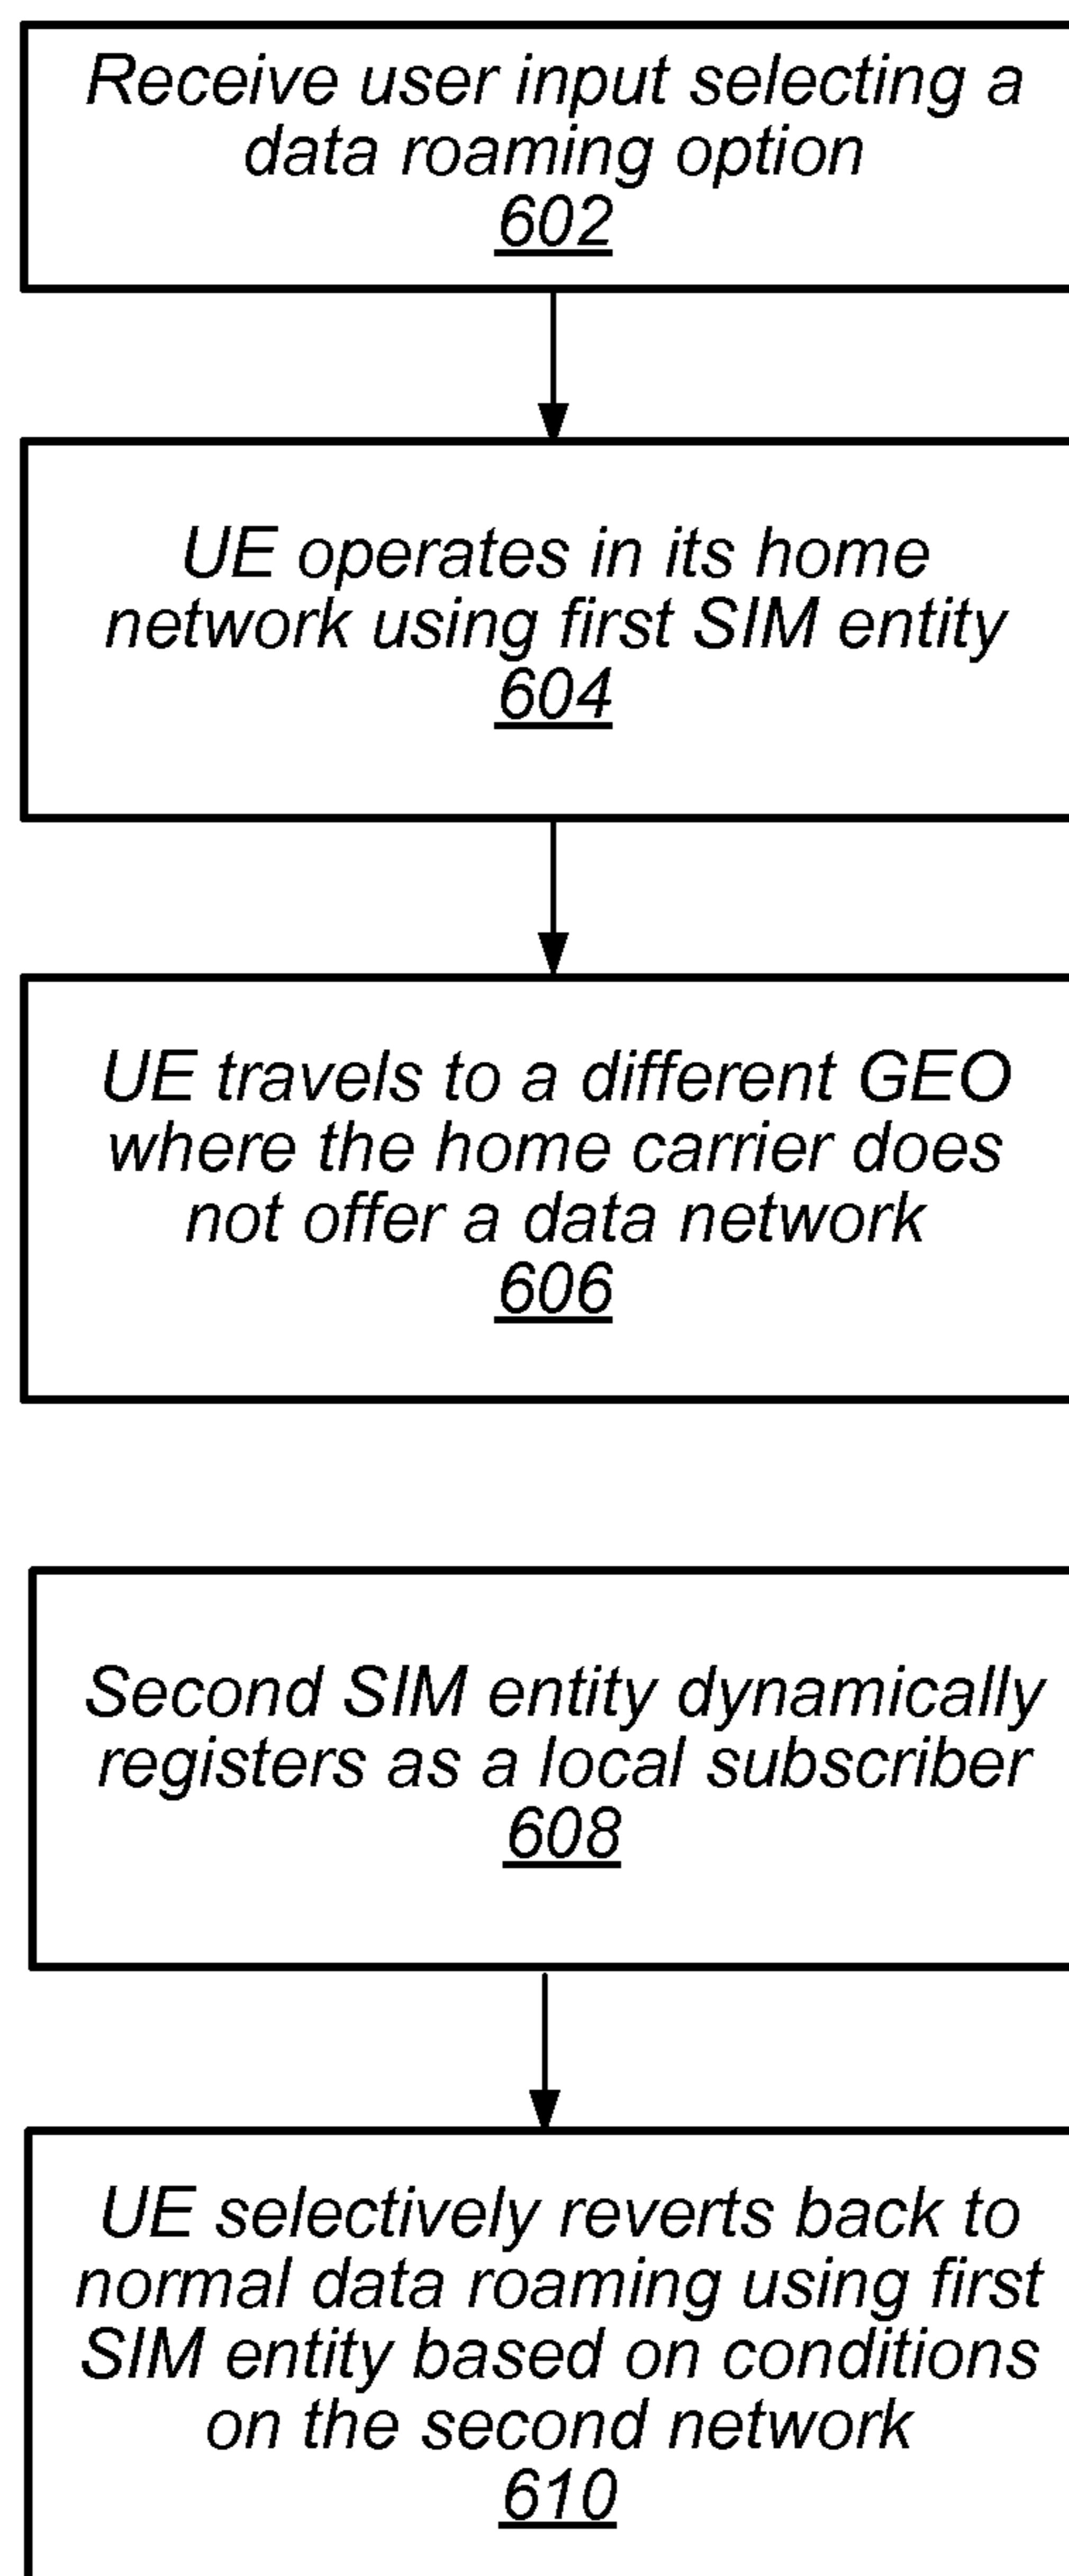 Receive user input selecting a
data roaming option
602
UE operates in its home
network using first SIM entity
604
UE travels to a different GEO
where the home carrier does
not offer a data network
606
Second SIM entity dynamically
registers as a local subscriber
608
UE selectively reverts back to
normal data roaming using first
SIM entity based on conditions
on the second network
610